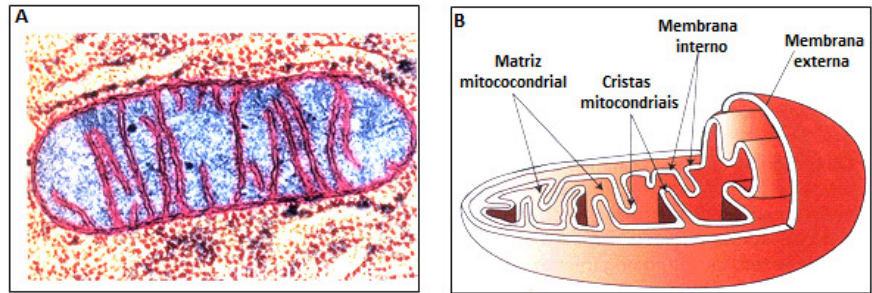 A
B
Matriz
mitococondrial
Cristas
mitocondriais
Membrana
interno
Membrana
externa